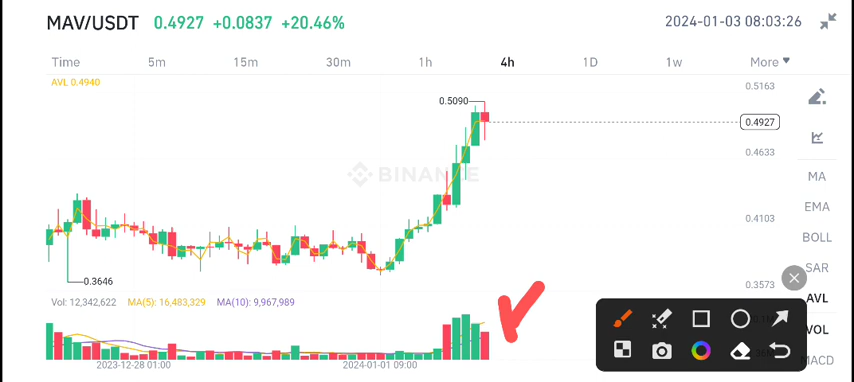 MAV/USDT 0.4927 +0.0837 +20.46% 2024-01-03 08:03:26
Time 5m 15m 30m 1h 4h 1D 1w More
AVL 0.4940
0.5163
0.5090
0.4927
0.4633
BINANCE
MA
EMA
0.4103
BOLL
SAR
0.3646
0.3573
Vol: 12,342,622 MA(5): 16,483,329 MA(10): 9,967,989
AVL
VOL
MACD
2023-12-28 01:00 2024-01-01 09:00